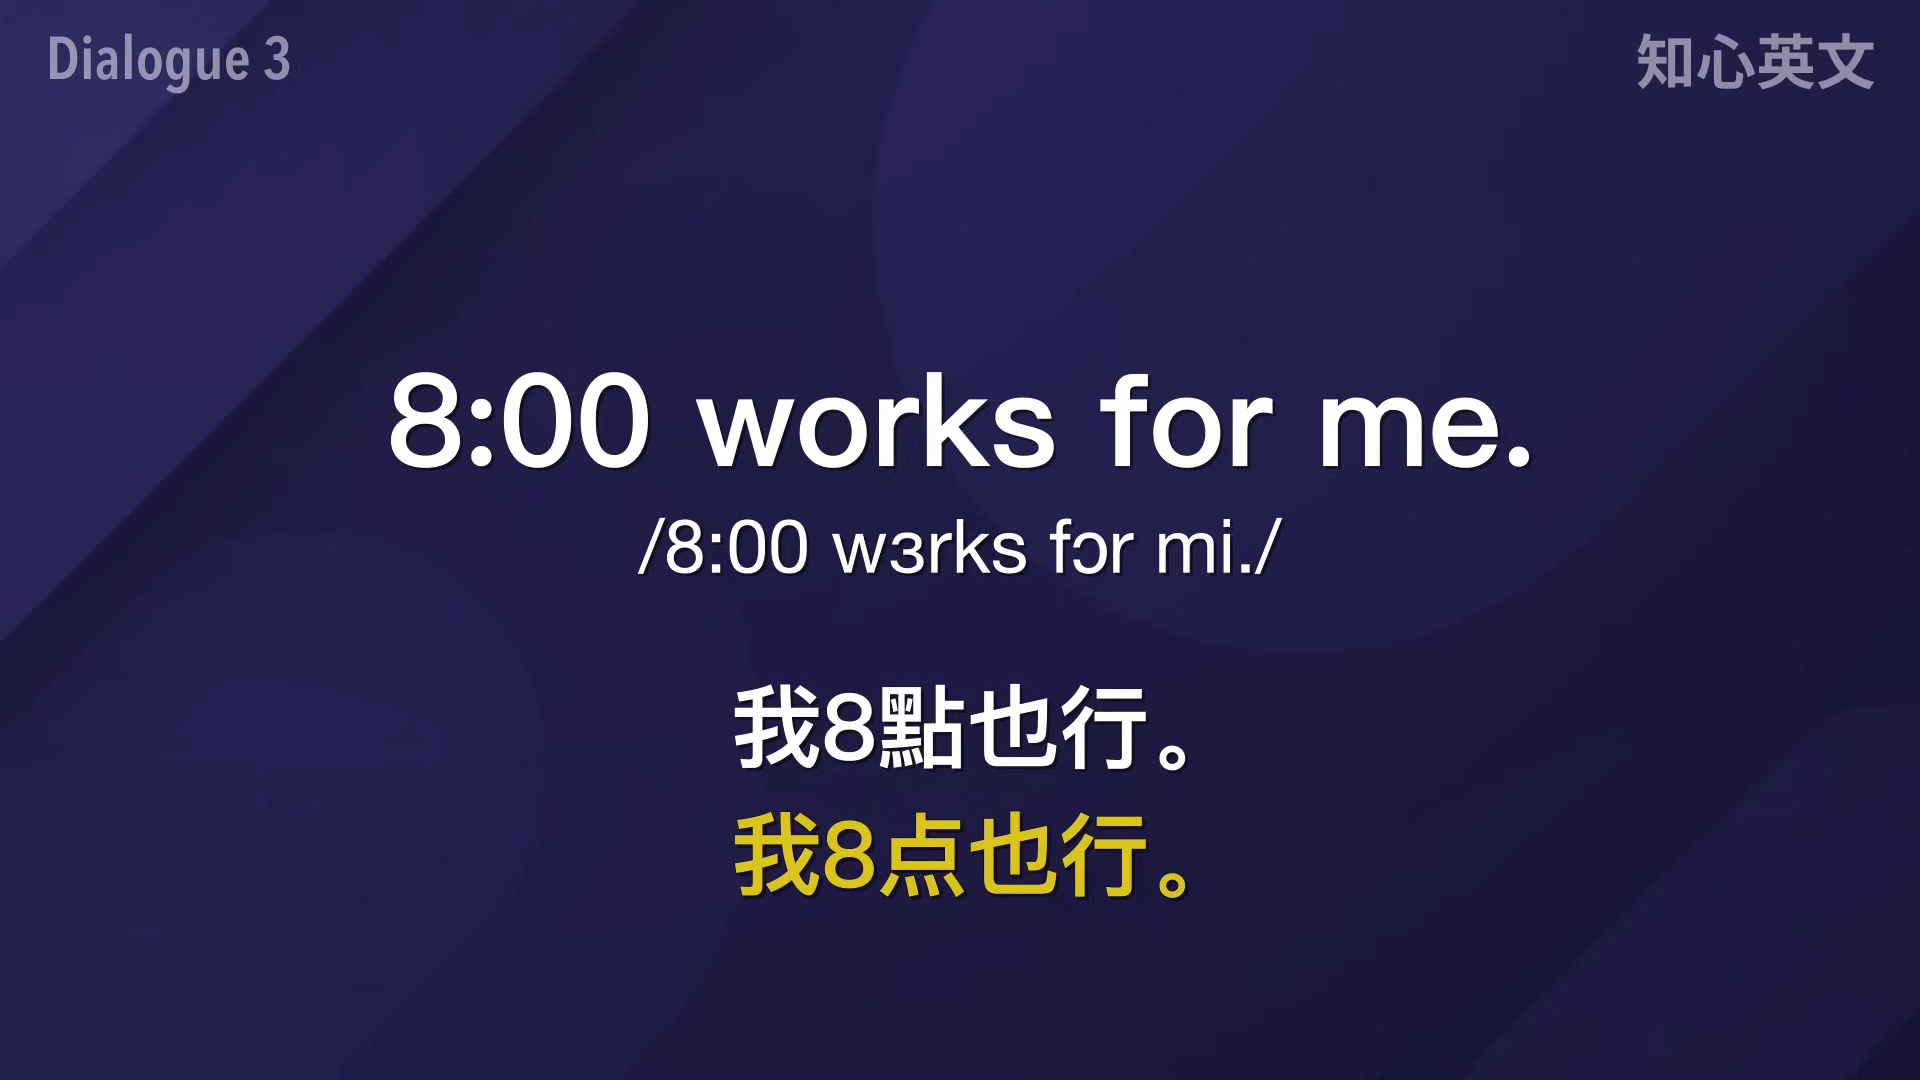 Dialogue 3
知心英文
8:00 works for me.
/8:00 wɜrks fɔr mi./
我8點也行。
我8点也行。